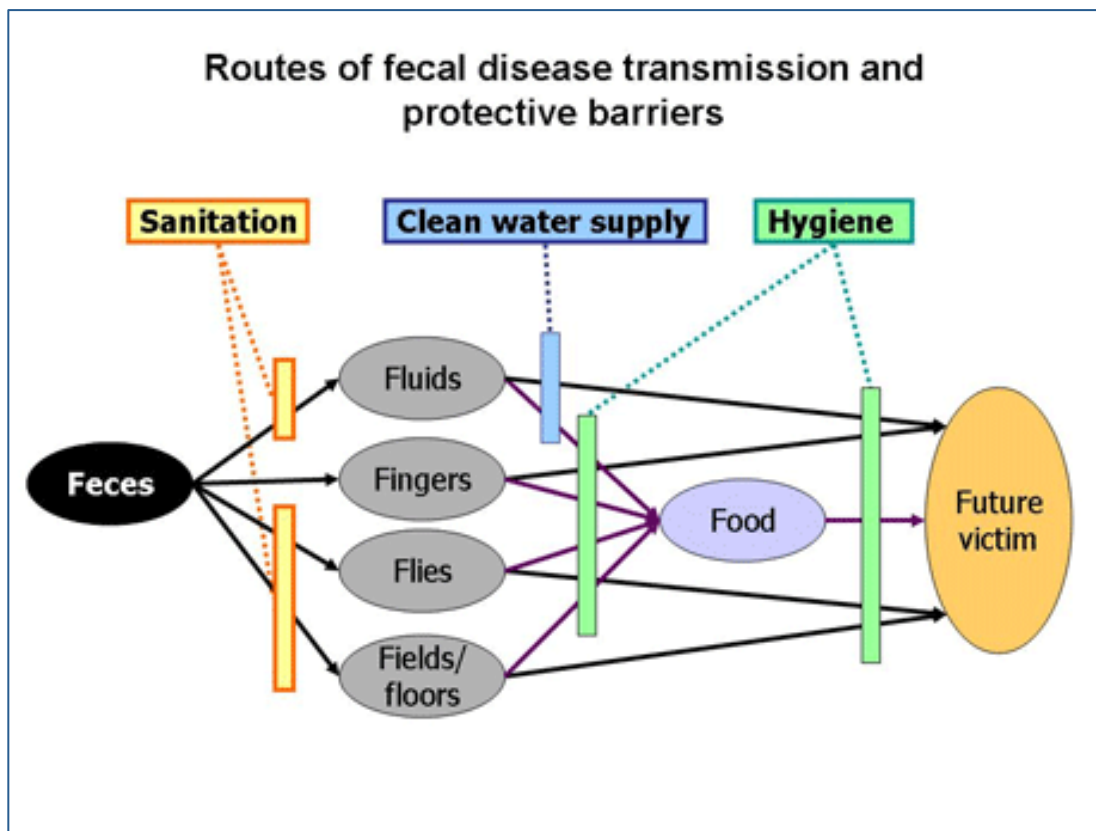 Routes of fecal disease transmission and
protective barriers
Sanitation
Clean water supply
Hygiene
Fluids
Feces
Fingers
Food
Future
victim
Flies
Fields/
floors